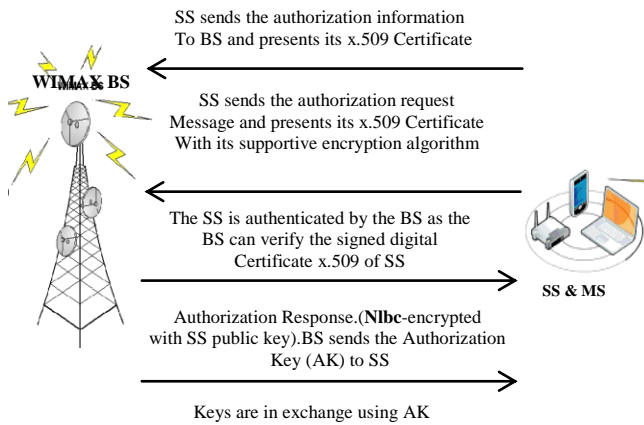 SS sends the authorization information
To BS and presents its x.509 Certificate
WIMAX BS
WIMAX BS
SS sends the authorization request
Message and presents its x.509 Certificate
With its supportive encryption algorithm
The SS is authenticated by the BS as the
BS can verify the signed digital
Certificate x.509 of SS
SS & MS
Authorization Response.(Nlbc-encrypted
with SS public key).BS sends the Authorization
Key (AK) to SS
Keys are in exchange using AK